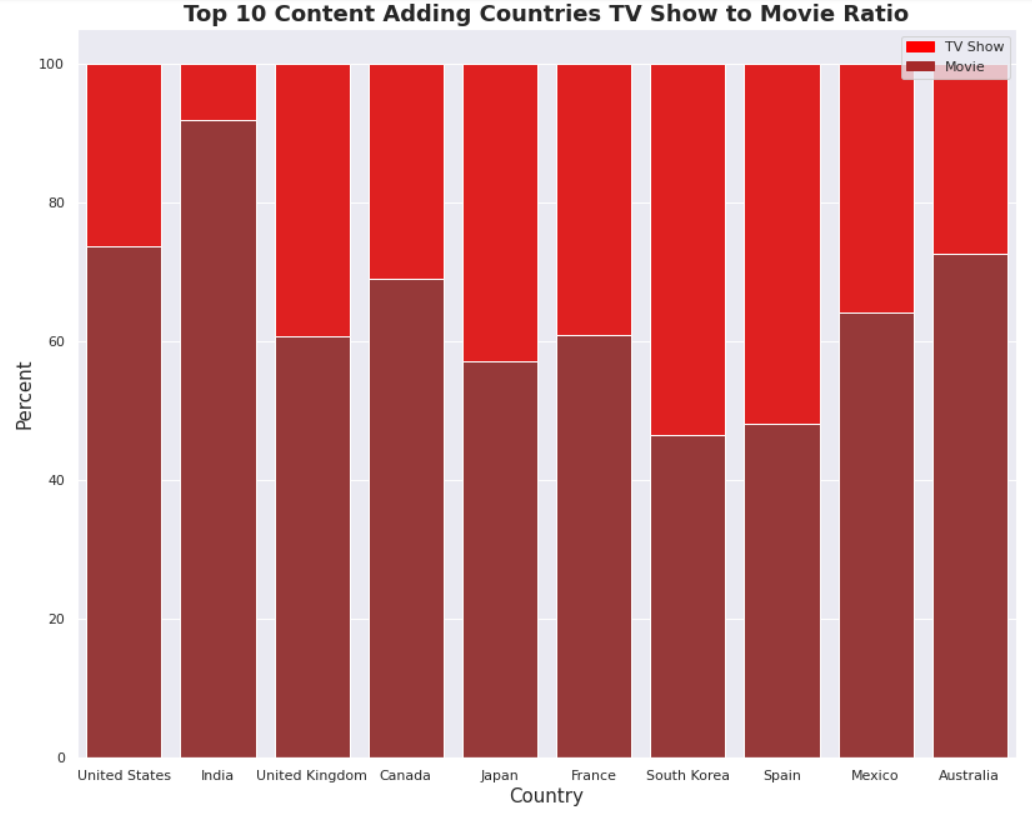 Top 10 Content Adding Countries TV Show to Movie Ratio
TV Show
Movie
100
80
60
40
20
0
Percent
United States India United Kingdom Canada Japan France South Korea Spain Mexico Australia
Country